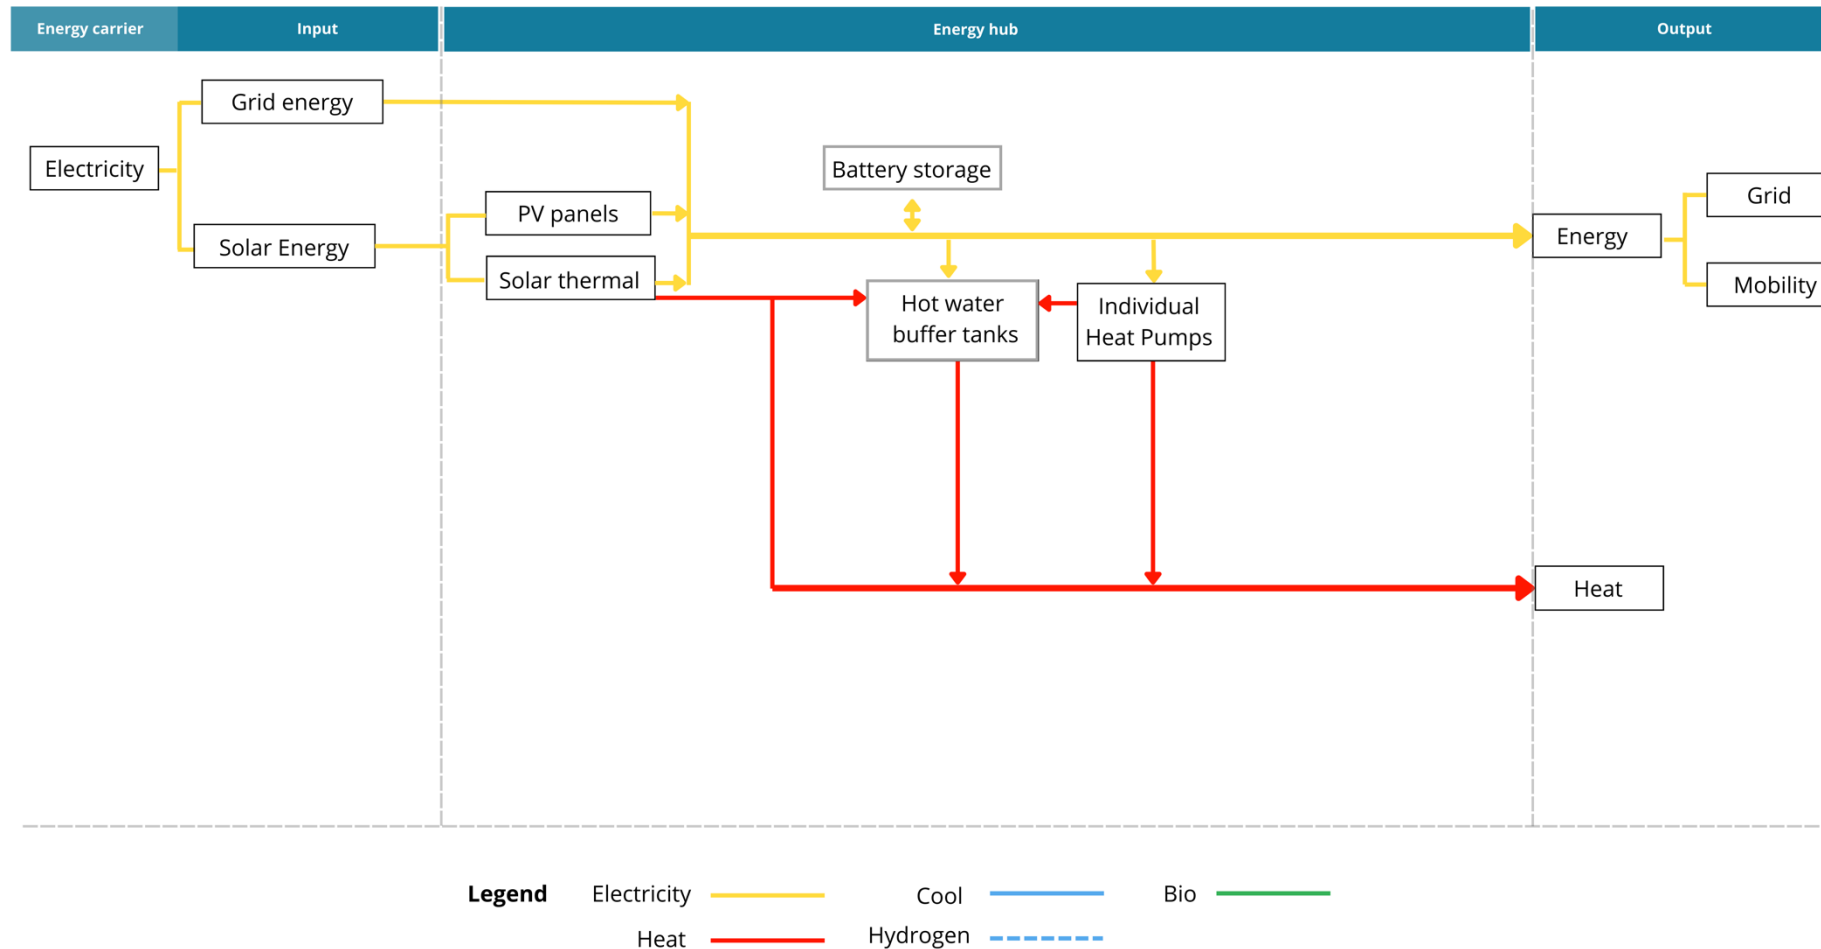 Energy carrier
Input
Energy hub
Output
Grid energy
Electricity
Battery storage
Grid
PV panels
Solar Energy
Energy
Solar thermal
Mobility
Hot water
buffer tanks
Individual
Heat Pumps
Heat
Legend
Electricity
Cool
Bio
Heat
Hydrogen